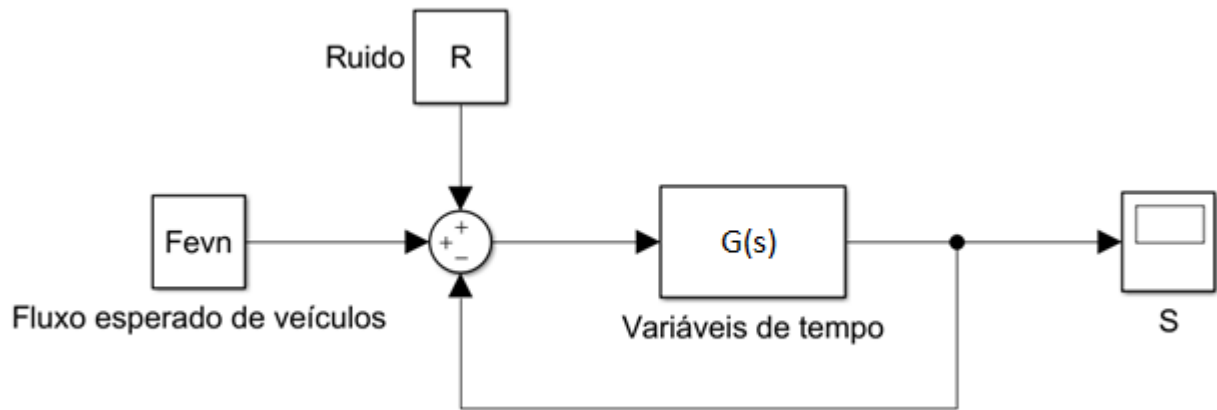 Ruido
R
+
+
−
Fevn
G(s)
Fluxo esperado de veículos
Variáveis de tempo
S